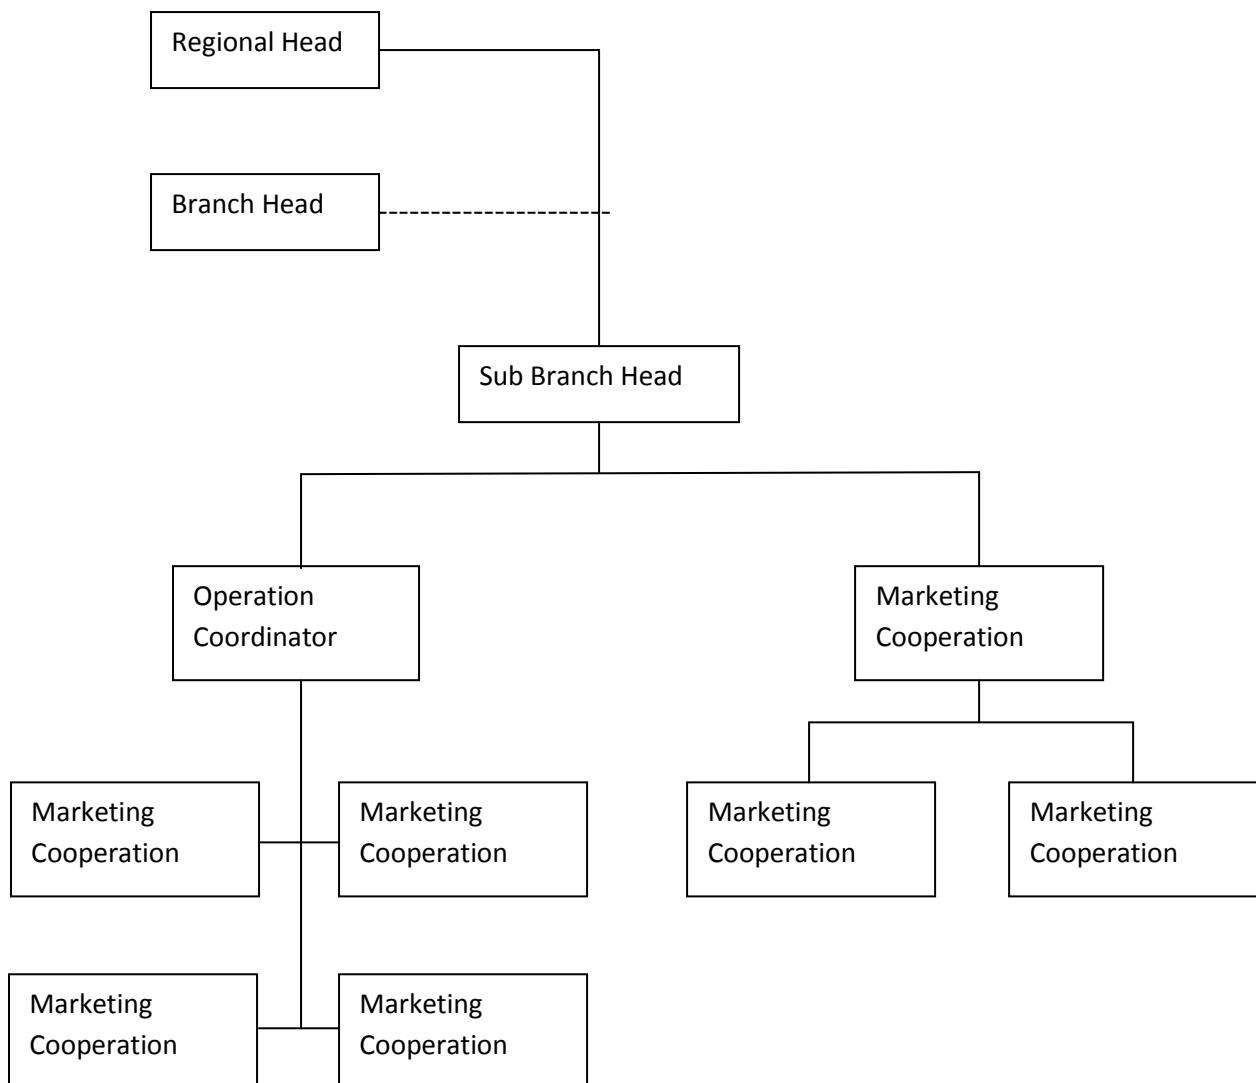 Regional Head
Branch Head
Sub Branch Head
Operation
Coordinator
Marketing
Cooperation
Marketing
Cooperation
Marketing
Cooperation
Marketing
Cooperation
Marketing
Cooperation
Marketing
Cooperation
Marketing
Cooperation